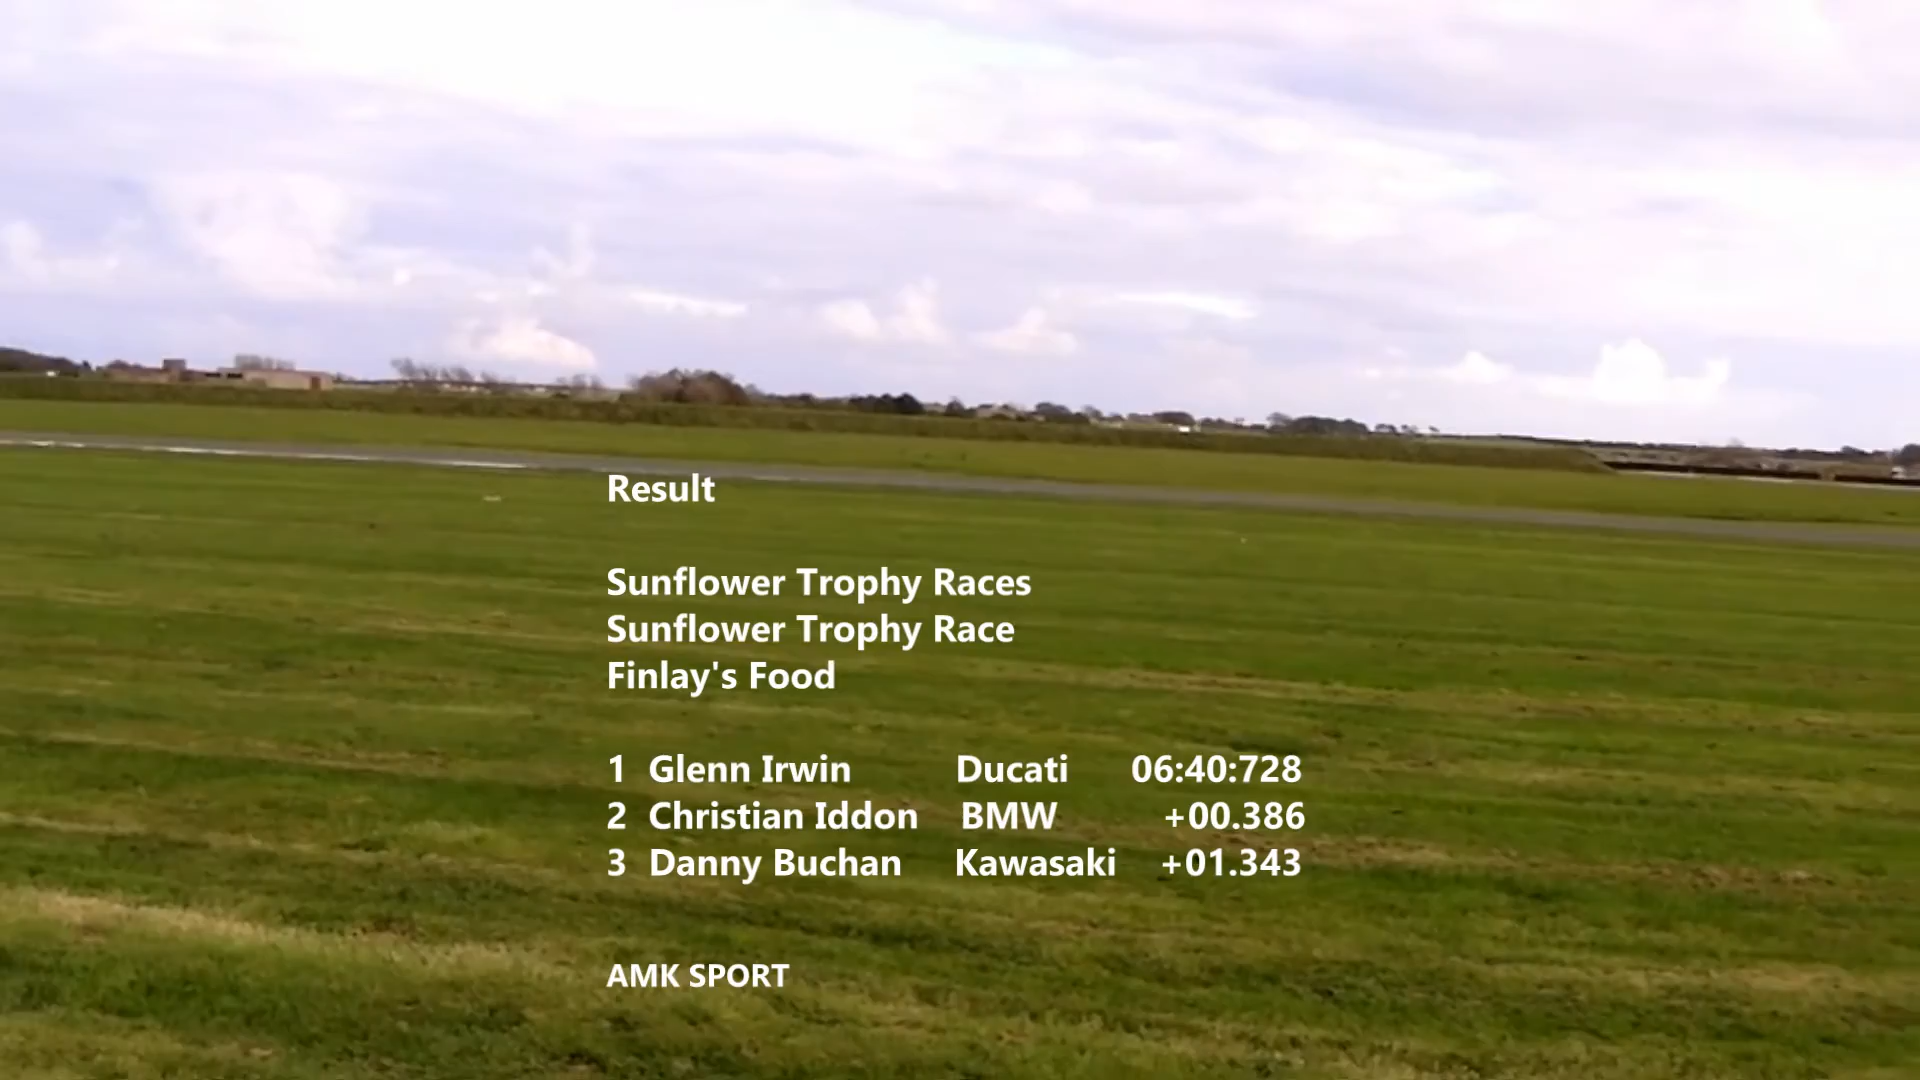 Result
Sunflower Trophy Races
Sunflower Trophy Race
Finlay's Food
1 Glenn Irwin Ducati 06:40:728
2 Christian Iddon BMW +00.386
3 Danny Buchan Kawasaki +01.343
AMK SPORT